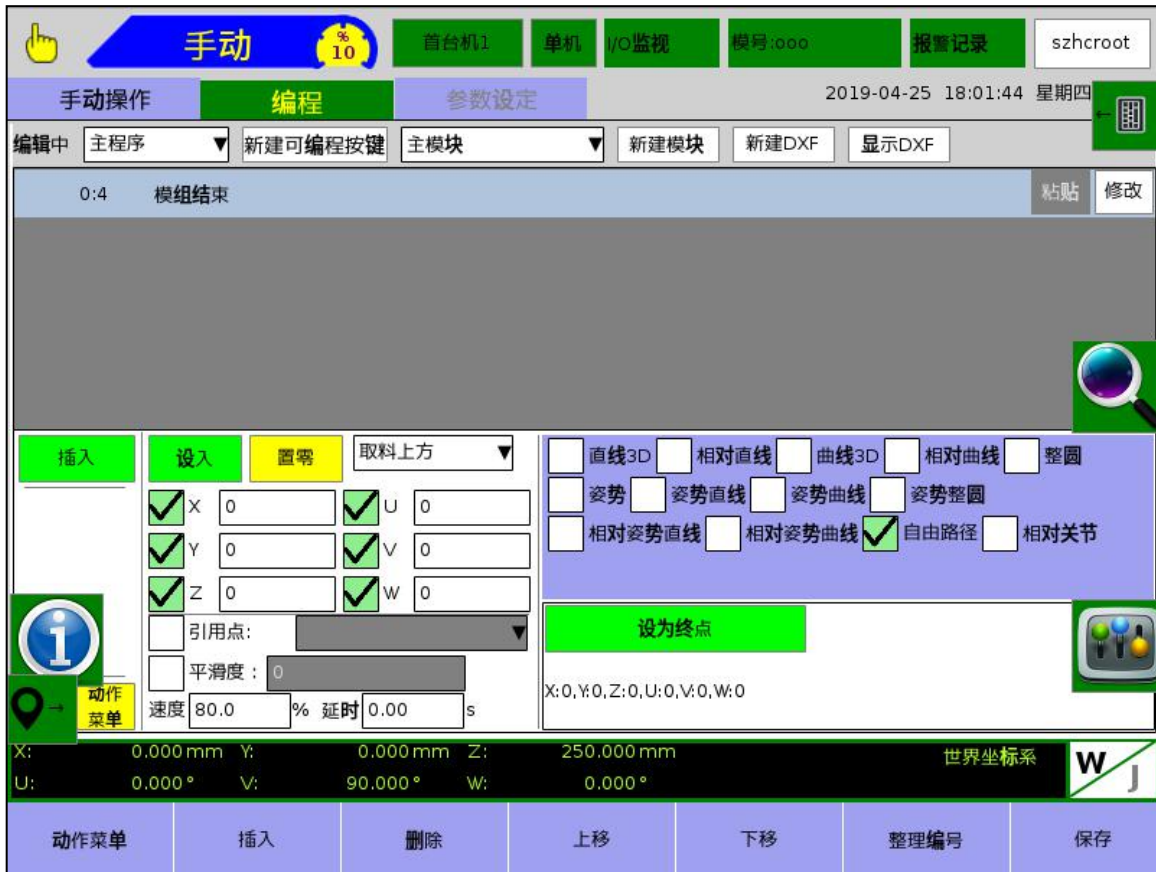 手动 % 10 首台机1 单机 I/O监视 模号:ooo 报警记录 szhcroot
手动操作 编程 参数设定 2019-04-25 18:01:44 星期四
编辑中 主程序 新建可编程按键 主模块 新建模块 新建DXF 显示DXF
0:4 模组结束 粘贴 修改
插入 设入 置零 取料上方 直线3D 相对直线 曲线3D 相对曲线 整圆
X 0 U 0 姿势 姿势直线 姿势曲线 姿势整圆
Y 0 V 0 相对姿势直线 相对姿势曲线 自由路径 相对关节
Z 0 W 0
引用点: 设为终点
平滑度：0
动作菜单 速度 80.0 % 延时 0.00 s X:0,Y:0,Z:0,U:0,V:0,W:0
X: 0.000 mm Y: 0.000 mm Z: 250.000 mm 世界坐标系 W J
U: 0.000 ° V: 90.000 ° W: 0.000 °
动作菜单 插入 删除 上移 下移 整理编号 保存